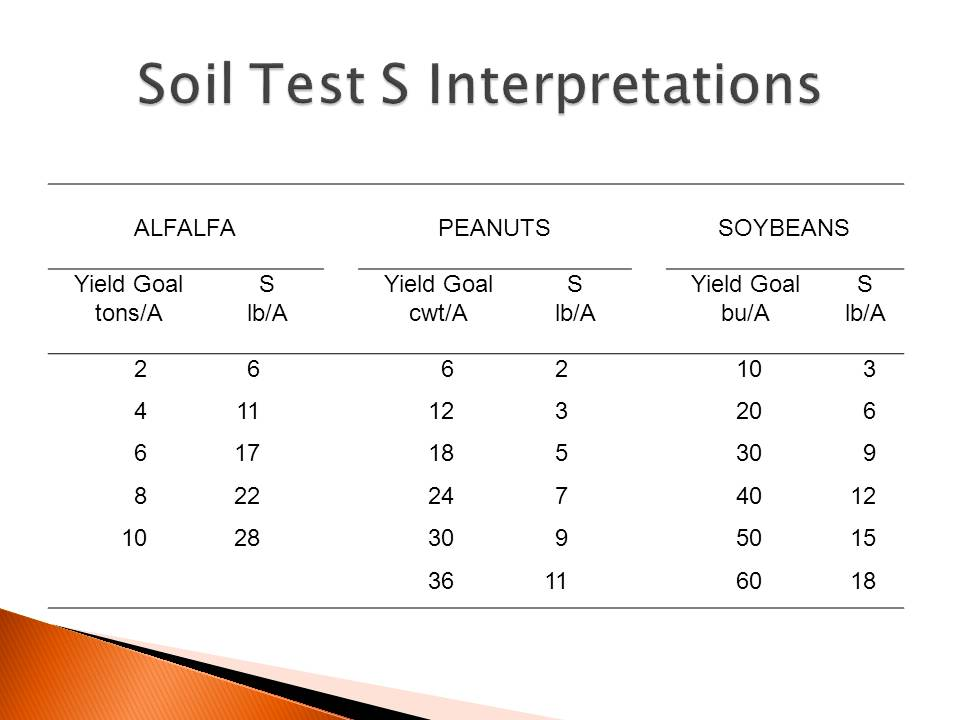 Soil Test S Interpretations
ALFALFA PEANUTS SOYBEANS
Yield Goal S Yield Goal S Yield Goal S
tons/A lb/A cwt/A lb/A bu/A lb/A
2 6 6 2 10 3
4 11 12 3 20 6
6 17 18 5 30 9
8 22 24 7 40 12
10 28 30 9 50 15
36 11 60 18